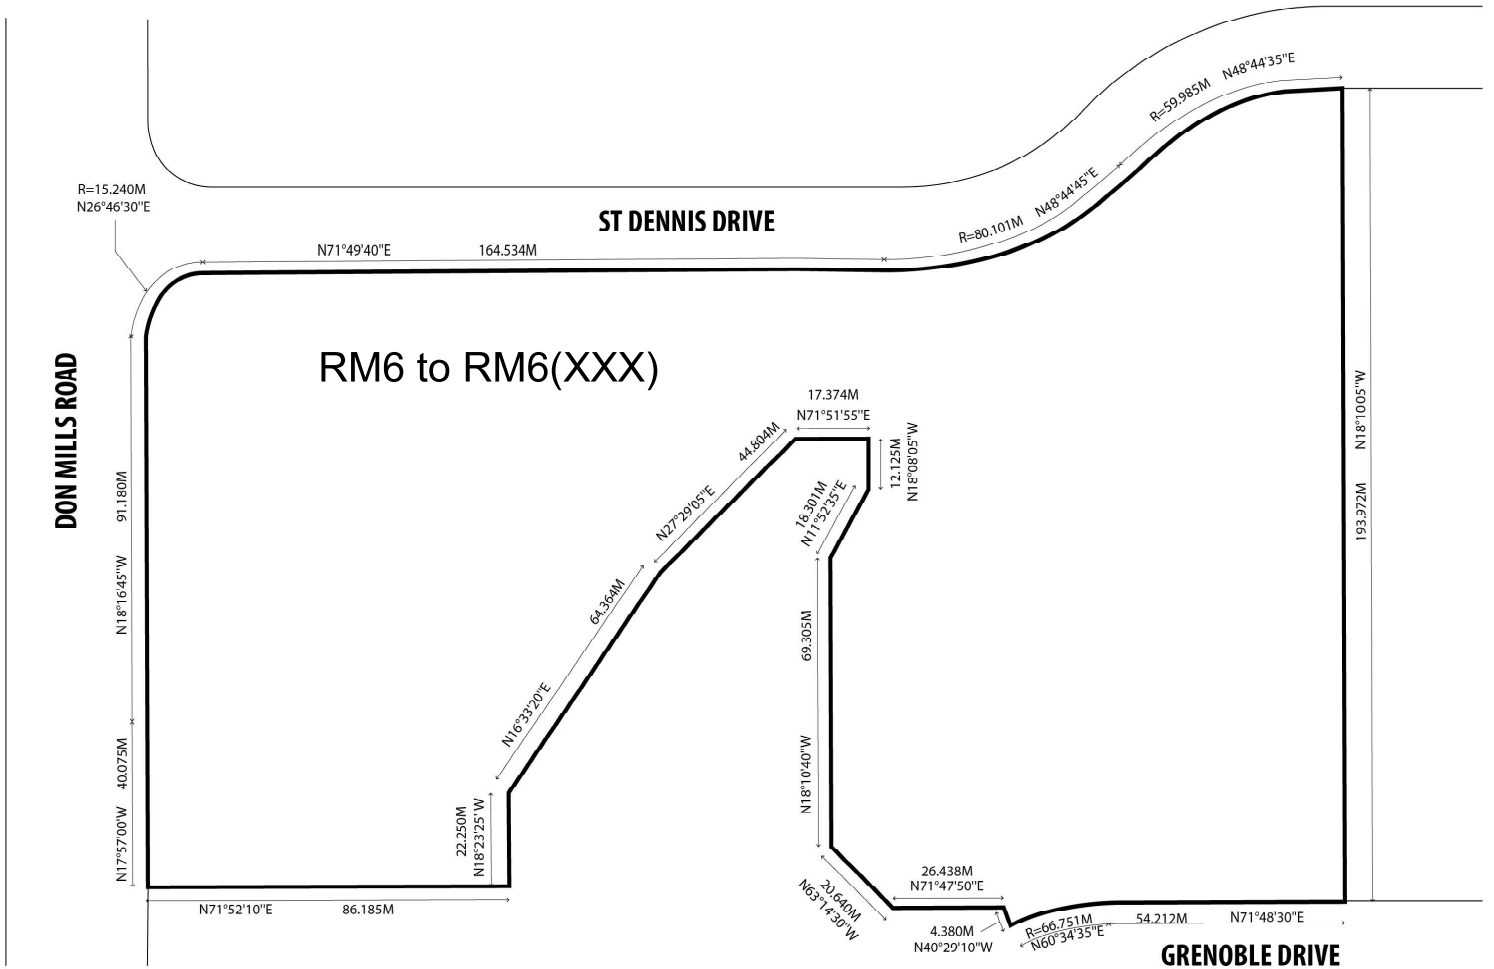 N48°44'35"E
R=59.985M
R=15.240M
N26°46'30"E
N48°44'45"E
R=80.101M
ST DENNIS DRIVE
N71°49'40"E 164.534M
DON MILLS ROAD
RM6 to RM6(XXX)
17.374M
N71°51'55"E
44.804M
N27°29'05"E
12.125M
N18°08'05"W
18.301M
N11°52'35"E
N18°1005"W
193.972M
91.180M
N18°16'45"W
64.364M
N16°33'20"E
69.305M
N18°10'40"W
40.075M
N17°57'00'W
22.250M
N18°23'25"W
26.438M
N71°47'50"E
20.640M
N63°14'30"W
N71°52'10"E 86.185M
4.380M
N40°29'10"W
R=66.751M
N60°34'35"E
54.212M N71°48'30"E
GRENOBLE DRIVE